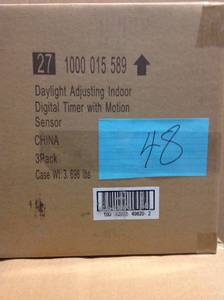 27 1000 015 589
Daylight Adjusting Indoor
Digital Timer with Motion
Sensor
CHINA
3Pack
Case Wt 3.696 lbs
48